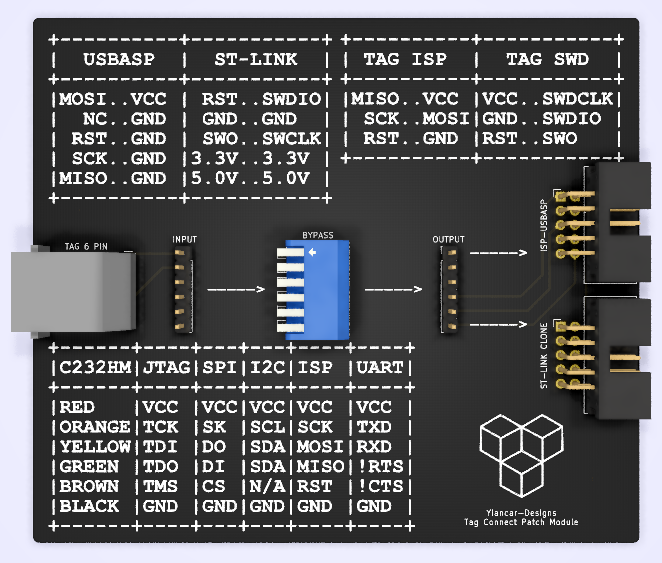 +------------+-------------+ +------------+-------------+
| USBASP | ST-LINK | | TAG ISP | TAG SWD |
+------------+-------------+ +------------+-------------+
|MOSI..VCC | RST..SWDIO| |MISO..VCC |VCC..SWDCLK|
| NC..GND | GND..GND | | SCK..MOSI|GND..SWDIO |
| RST..GND | SWO..SWCLK| | RST..GND |RST..SWO |
| SCK..GND |3.3V..3.3V | +------------+-------------+
|MISO..GND |5.0V..5.0V |
+------------+-------------+
TAG 6 PIN
INPUT
----->
BYPASS
←
----->
OUTPUT
----->
----->
ISP-USBASP
ST-LINK CLONE
+--------+-----+----+----+-----+------+
|C232HM|JTAG|SPI|I2C|ISP |UART|
+--------+-----+----+----+-----+------+
|RED |VCC |VCC|VCC|VCC |VCC |
|ORANGE|TCK |SK |SCL|SCK |TXD |
|YELLOW|TDI |DO |SDA|MOSI|RXD |
|GREEN |TDO |DI |SDA|MISO|!RTS|
|BROWN |TMS |CS |N/A|RST |!CTS|
|BLACK |GND |GND|GND|GND |GND |
+--------+-----+----+----+-----+------+
Ylancar-Designs
Tag Connect Patch Module